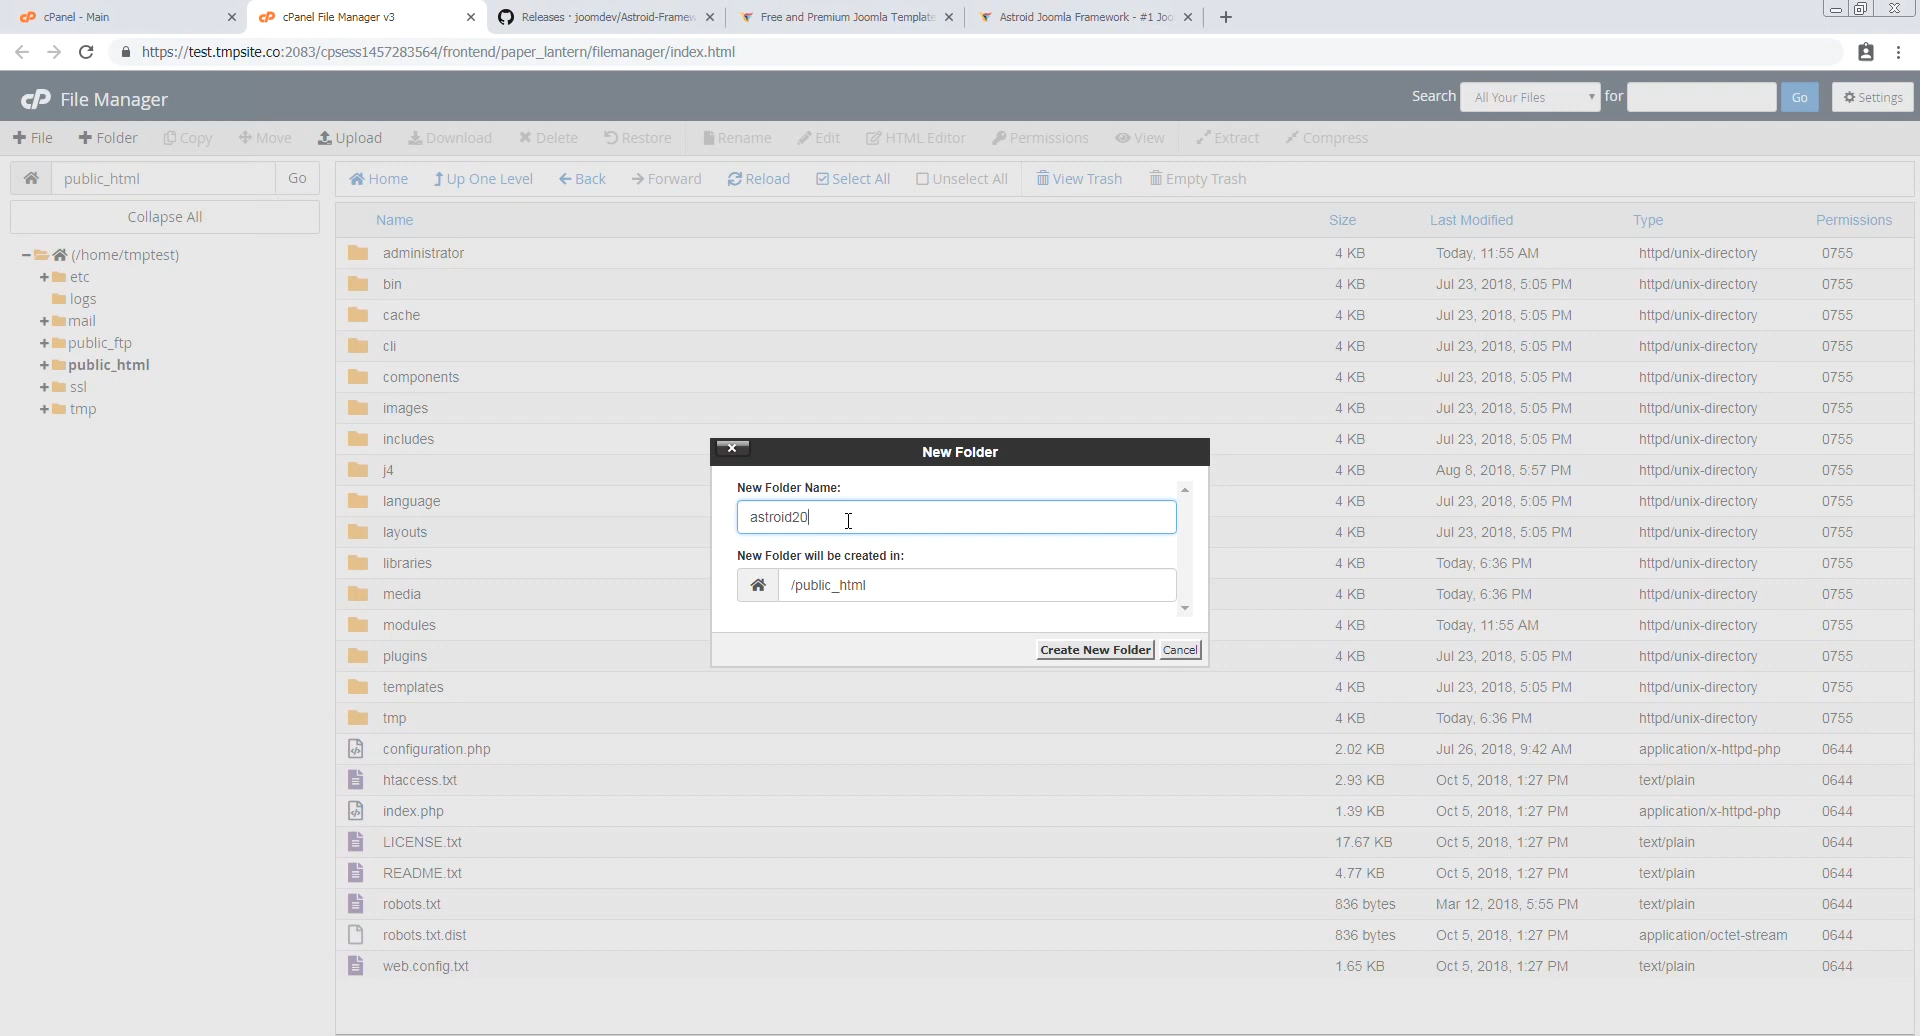 cPanel - Main
cPanel File Manager v3
Releases · joomdev/Astroid-Framew
Free and Premium Joomla Template
Astroid Joomla Framework - #1 Joo
https://test.tmpsite.co:2083/cpsess1457283564/frontend/paper_lantern/filemanager/index.html
cP File Manager
Search All Your Files for Go Settings
File Folder Copy Move Upload Download Delete Restore Rename Edit HTML Editor Permissions View Extract Compress
public_html Go
Home Up One Level Back Forward Reload Select All Unselect All View Trash Empty Trash
Collapse All
(/home/tmptest)
etc
logs
mail
public_ftp
public_html
ssl
tmp
Name Size Last Modified Type Permissions
administrator 4 KB Today, 11:55 AM httpd/unix-directory 0755
bin 4 KB Jul 23, 2018, 5:05 PM httpd/unix-directory 0755
cache 4 KB Jul 23, 2018, 5:05 PM httpd/unix-directory 0755
cli 4 KB Jul 23, 2018, 5:05 PM httpd/unix-directory 0755
components 4 KB Jul 23, 2018, 5:05 PM httpd/unix-directory 0755
images 4 KB Jul 23, 2018, 5:05 PM httpd/unix-directory 0755
includes 4 KB Jul 23, 2018, 5:05 PM httpd/unix-directory 0755
j4 4 KB Aug 8, 2018, 5:57 PM httpd/unix-directory 0755
language 4 KB Jul 23, 2018, 5:05 PM httpd/unix-directory 0755
layouts 4 KB Jul 23, 2018, 5:05 PM httpd/unix-directory 0755
libraries 4 KB Today, 6:36 PM httpd/unix-directory 0755
media 4 KB Today, 6:36 PM httpd/unix-directory 0755
modules 4 KB Today, 11:55 AM httpd/unix-directory 0755
plugins 4 KB Jul 23, 2018, 5:05 PM httpd/unix-directory 0755
templates 4 KB Jul 23, 2018, 5:05 PM httpd/unix-directory 0755
tmp 4 KB Today, 6:36 PM httpd/unix-directory 0755
configuration.php 2.02 KB Jul 26, 2018, 9:42 AM application/x-httpd-php 0644
htaccess.txt 2.93 KB Oct 5, 2018, 1:27 PM text/plain 0644
index.php 1.39 KB Oct 5, 2018, 1:27 PM application/x-httpd-php 0644
LICENSE.txt 17.67 KB Oct 5, 2018, 1:27 PM text/plain 0644
README.txt 4.77 KB Oct 5, 2018, 1:27 PM text/plain 0644
robots.txt 836 bytes Mar 12, 2018, 5:55 PM text/plain 0644
robots.txt.dist 836 bytes Oct 5, 2018, 1:27 PM application/octet-stream 0644
web.config.txt 1.65 KB Oct 5, 2018, 1:27 PM text/plain 0644
New Folder
New Folder Name:
astroid20
New Folder will be created in:
/public_html
Create New Folder Cancel